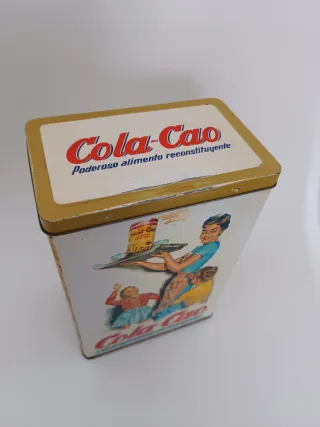 Cola-Cao
Poderoso alimento reconstituyente
Cola Cao